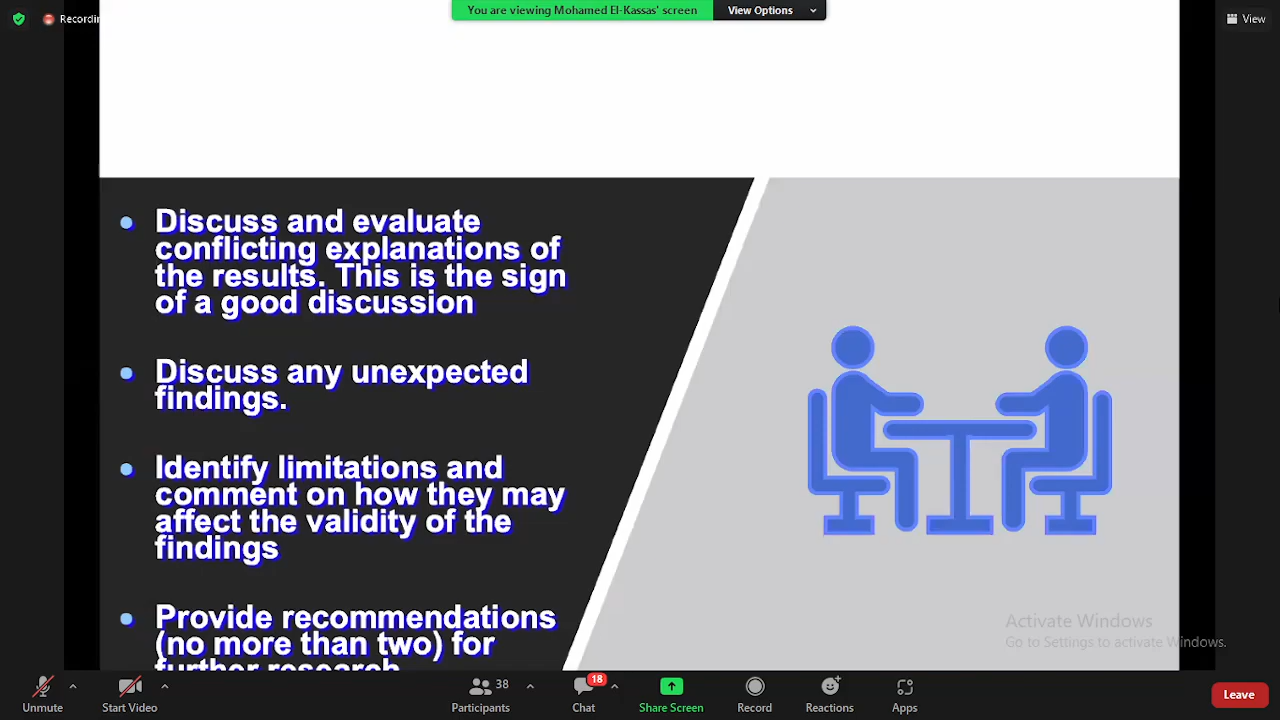 Recordin
You are viewing Mohamed El-Kassas' screen
View Options
View
Discuss and evaluate
conflicting explanations of
the results. This is the sign
of a good discussion
Discuss any unexpected
findings.
Identify limitations and
comment on how they may
affect the validity of the
findings
Provide recommendations
(no more than two) for
further research
Activate Windows
Go to Settings to activate Windows.
Unmute
Start Video
38
Participants
18
Chat
Share Screen
Record
Reactions
Apps
Leave